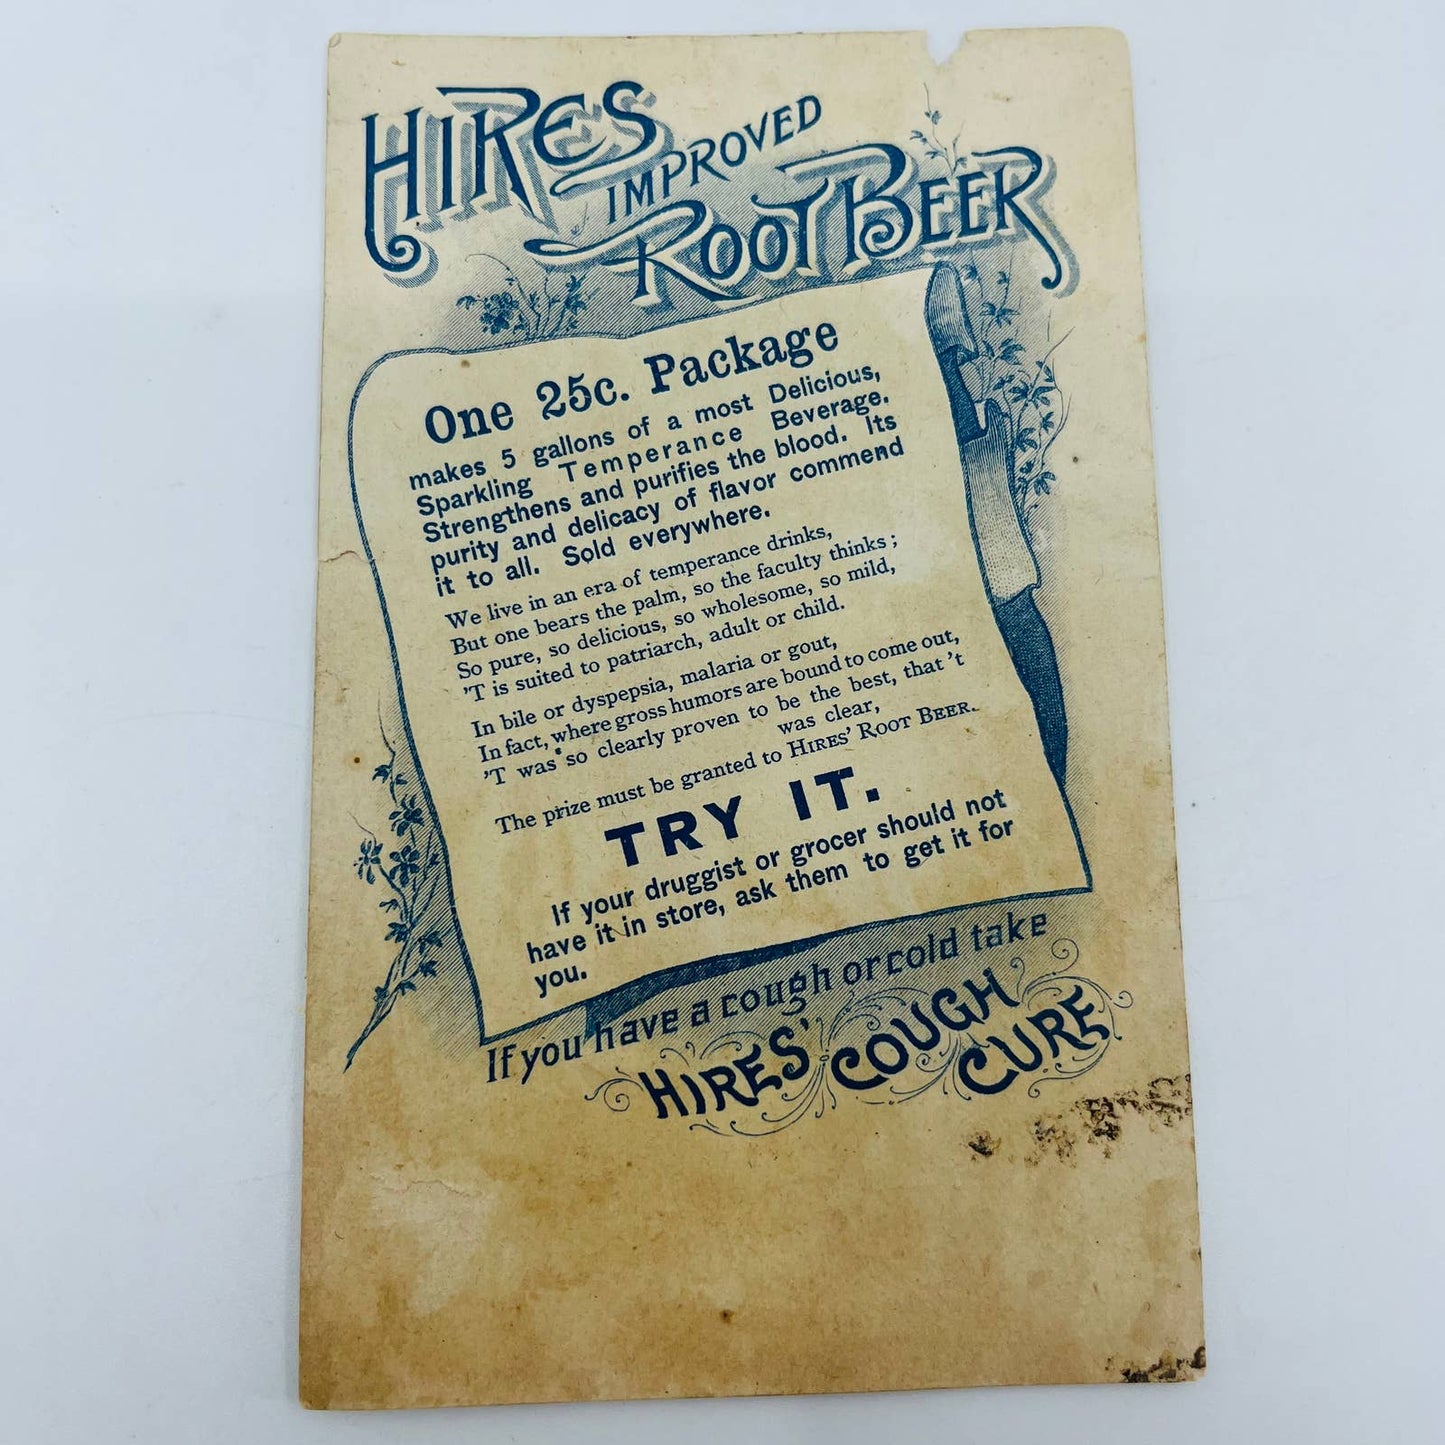 HIRES
IMPROVED
ROOT BEER
One 25c. Package
makes 5 gallons of a most Delicious,
Sparkling Temperance Beverage.
Strengthens and purifies the blood. Its
purity and delicacy of flavor commend
it to all. Sold everywhere.
We live in an era of temperance drinks,
But one bears the palm, so the faculty thinks;
So pure, so delicious, so wholesome, so mild,
'T is suited to patriarch, adult or child.
In bile or dyspepsia, malaria or gout,
In fact, where gross humors are bound to come out,
'T was so clearly proven to be the best, that 't
was clear,
The prize must be granted to HIRES' ROOT BEER.
TRY IT.
If your druggist or grocer should not
have it in store, ask them to get it for
you.
If you have a cough or cold take
HIRES' COUGH
CURE